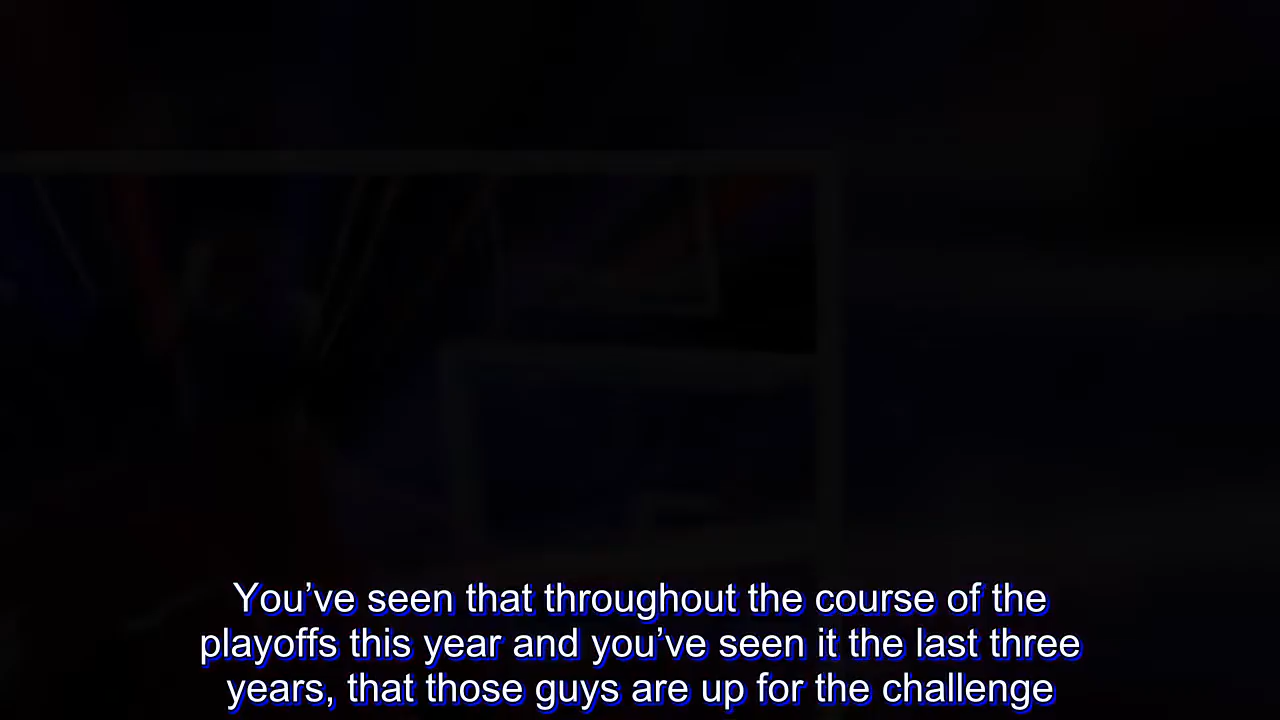 You’ve seen that throughout the course of the
playoffs this year and you’ve seen it the last three
years, that those guys are up for the challenge